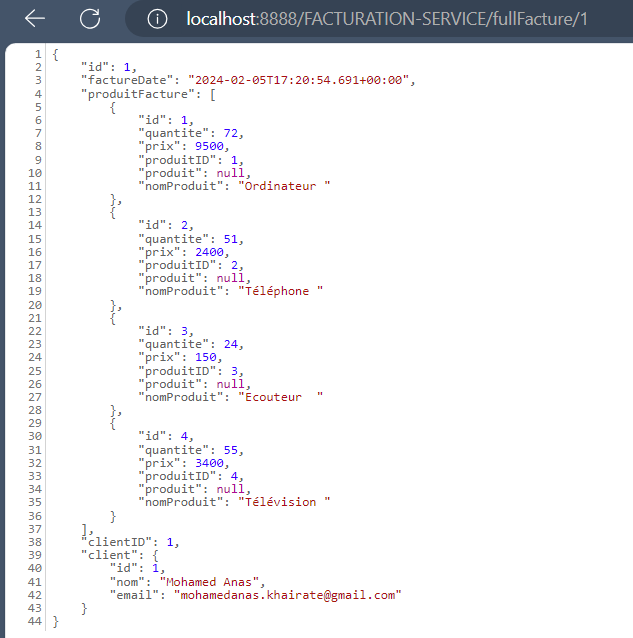 localhost:8888/FACTURATION-SERVICE/fullFacture/1
1 {
2     "id": 1,
3     "factureDate": "2024-02-05T17:20:54.691+00:00",
4     "produitFacture": [
5         {
6             "id": 1,
7             "quantite": 72,
8             "prix": 9500,
9             "produitID": 1,
10             "produit": null,
11             "nomProduit": "Ordinateur "
12         },
13         {
14             "id": 2,
15             "quantite": 51,
16             "prix": 2400,
17             "produitID": 2,
18             "produit": null,
19             "nomProduit": "Téléphone "
20         },
21         {
22             "id": 3,
23             "quantite": 24,
24             "prix": 150,
25             "produitID": 3,
26             "produit": null,
27             "nomProduit": "Ecouteur  "
28         },
29         {
30             "id": 4,
31             "quantite": 55,
32             "prix": 3400,
33             "produitID": 4,
34             "produit": null,
35             "nomProduit": "Télévision "
36         }
37     ],
38     "clientID": 1,
39     "client": {
40         "id": 1,
41         "nom": "Mohamed Anas",
42         "email": "mohamedanas.khairate@gmail.com"
43     }
44 }